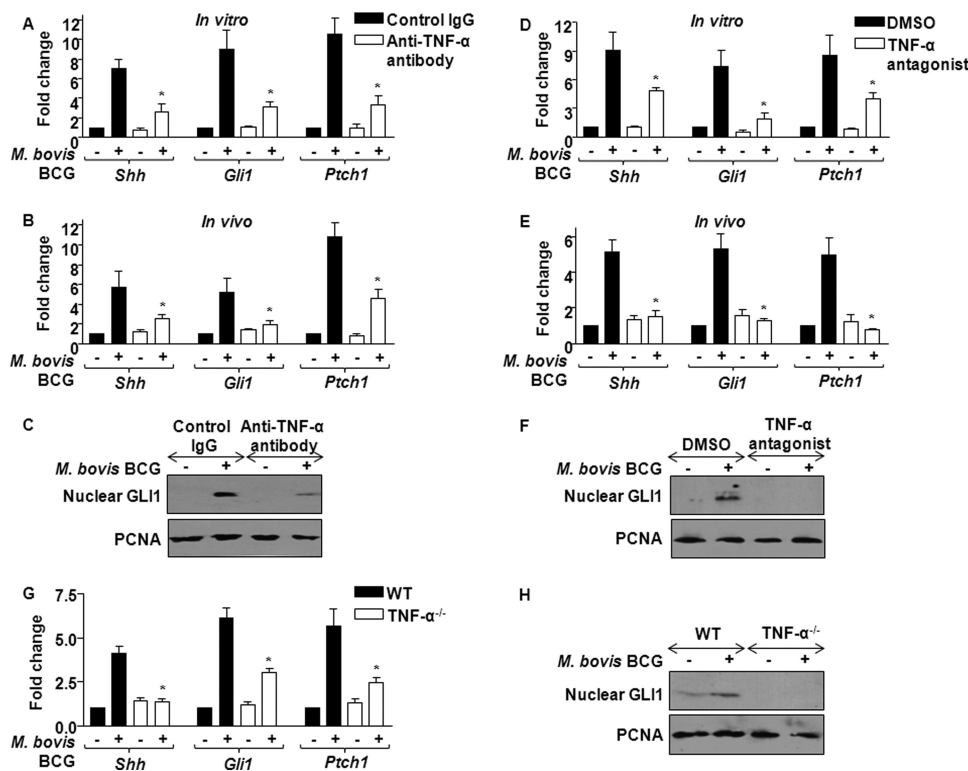 A
In vitro
Control IgG
Anti-TNF-α
antibody
Fold change
12
10
8
6
4
2
0
*
*
*
M. bovis
BCG
- + - + - + - + - + - +
Shh Gli1 Ptch1
B
In vivo
Fold change
12
10
8
6
4
2
0
*
*
*
M. bovis
BCG
- + - + - + - + - + - +
Shh Gli1 Ptch1
C
Control
IgG
Anti-TNF-α
antibody
M. bovis BCG - + - +
Nuclear GLI1
PCNA
D
In vitro
DMSO
TNF-α
antagonist
Fold change
12
9
6
3
0
*
*
*
M. bovis
BCG
- + - + - + - + - + - +
Shh Gli1 Ptch1
E
In vivo
Fold change
6
4
2
0
*
*
*
M. bovis
BCG
- + - + - + - + - + - +
Shh Gli1 Ptch1
F
DMSO
TNF-α
antagonist
M. bovis BCG - + - +
Nuclear GLI1
PCNA
G
WT
TNF-α-/-
Fold change
7.5
5.0
2.5
0.0
*
*
*
M. bovis
BCG
- + - + - + - + - + - +
Shh Gli1 Ptch1
H
WT TNF-α-/-
M. bovis BCG - + - +
Nuclear GLI1
PCNA